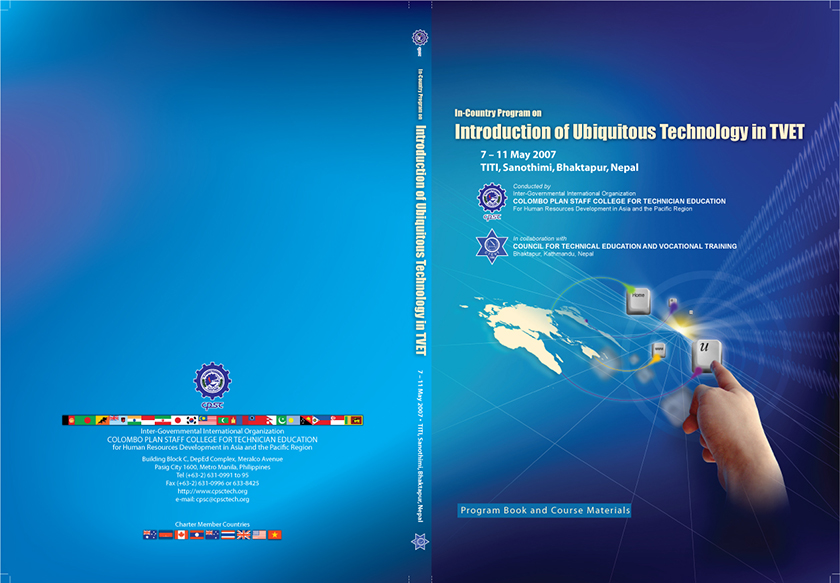 Inter-Governmental International Organization
COLOMBO PLAN STAFF COLLEGE FOR TECHNICIAN EDUCATION
for Human Resources Development in Asia and the Pacific Region
Building Block C, DepEd Complex, Meralco Avenue
Pasig City 1600, Metro Manila, Philippines
Tel (+63-2) 631-0991 to 95
Fax (+63-2) 631-0996 or 633-8425
http://www.cpsctech.org
e-mail: cpsc@cpsctech.org
Charter Member Countries
cpsc
cpsc
In-Country Program on
Introduction of Ubiquitous Technology in TVET
7 – 11 May 2007 • TITI, Sanothimi, Bhaktapur, Nepal
In-Country Program on
Introduction of Ubiquitous Technology in TVET
7 – 11 May 2007
TITI, Sanothimi, Bhaktapur, Nepal
Conducted by
Inter-Governmental International Organization
COLOMBO PLAN STAFF COLLEGE FOR TECHNICIAN EDUCATION
For Human Resources Development in Asia and the Pacific Region
cpsc
In collaboration with
COUNCIL FOR TECHNICAL EDUCATION AND VOCATIONAL TRAINING
Bhaktapur, Kathmandu, Nepal
Home
U
Program Book and Course Materials